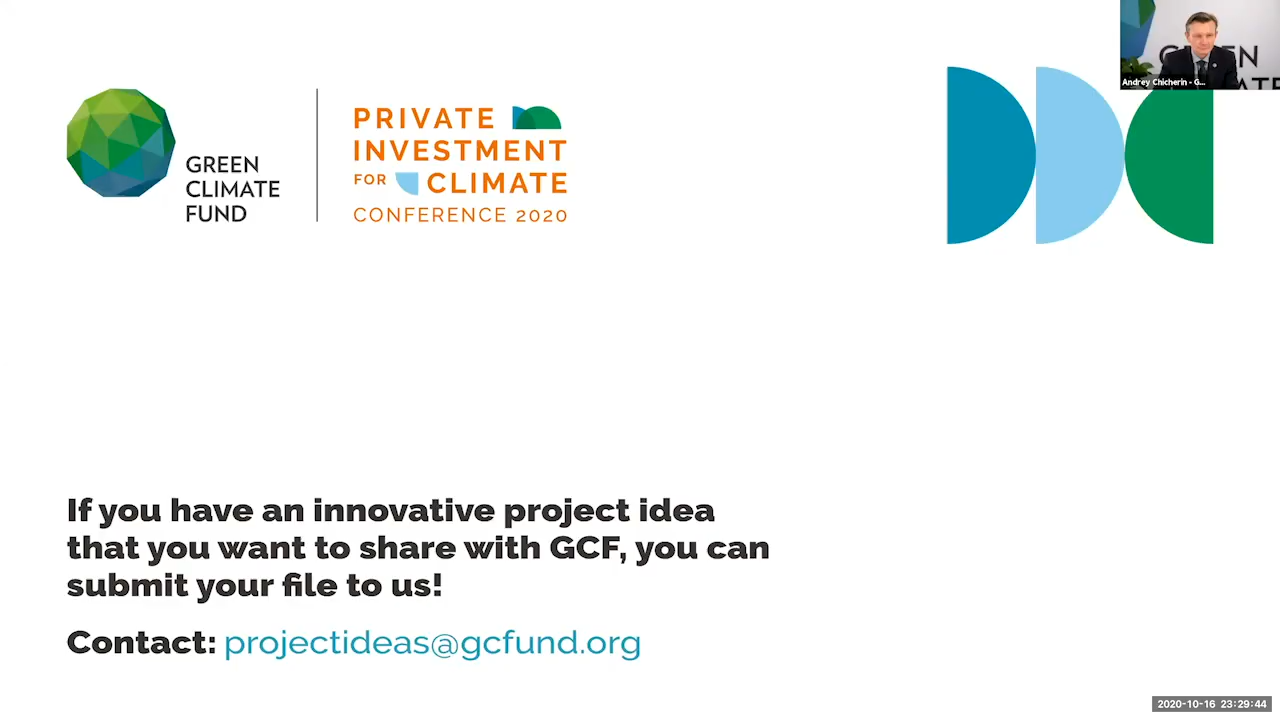 GREEN
CLIMATE
FUND
PRIVATE
INVESTMENT
FOR CLIMATE
CONFERENCE 2020
Andrey Chicherin - G...
If you have an innovative project idea
that you want to share with GCF, you can
submit your file to us!
Contact: projectideas@gcfund.org
2020-10-16 23:29:44